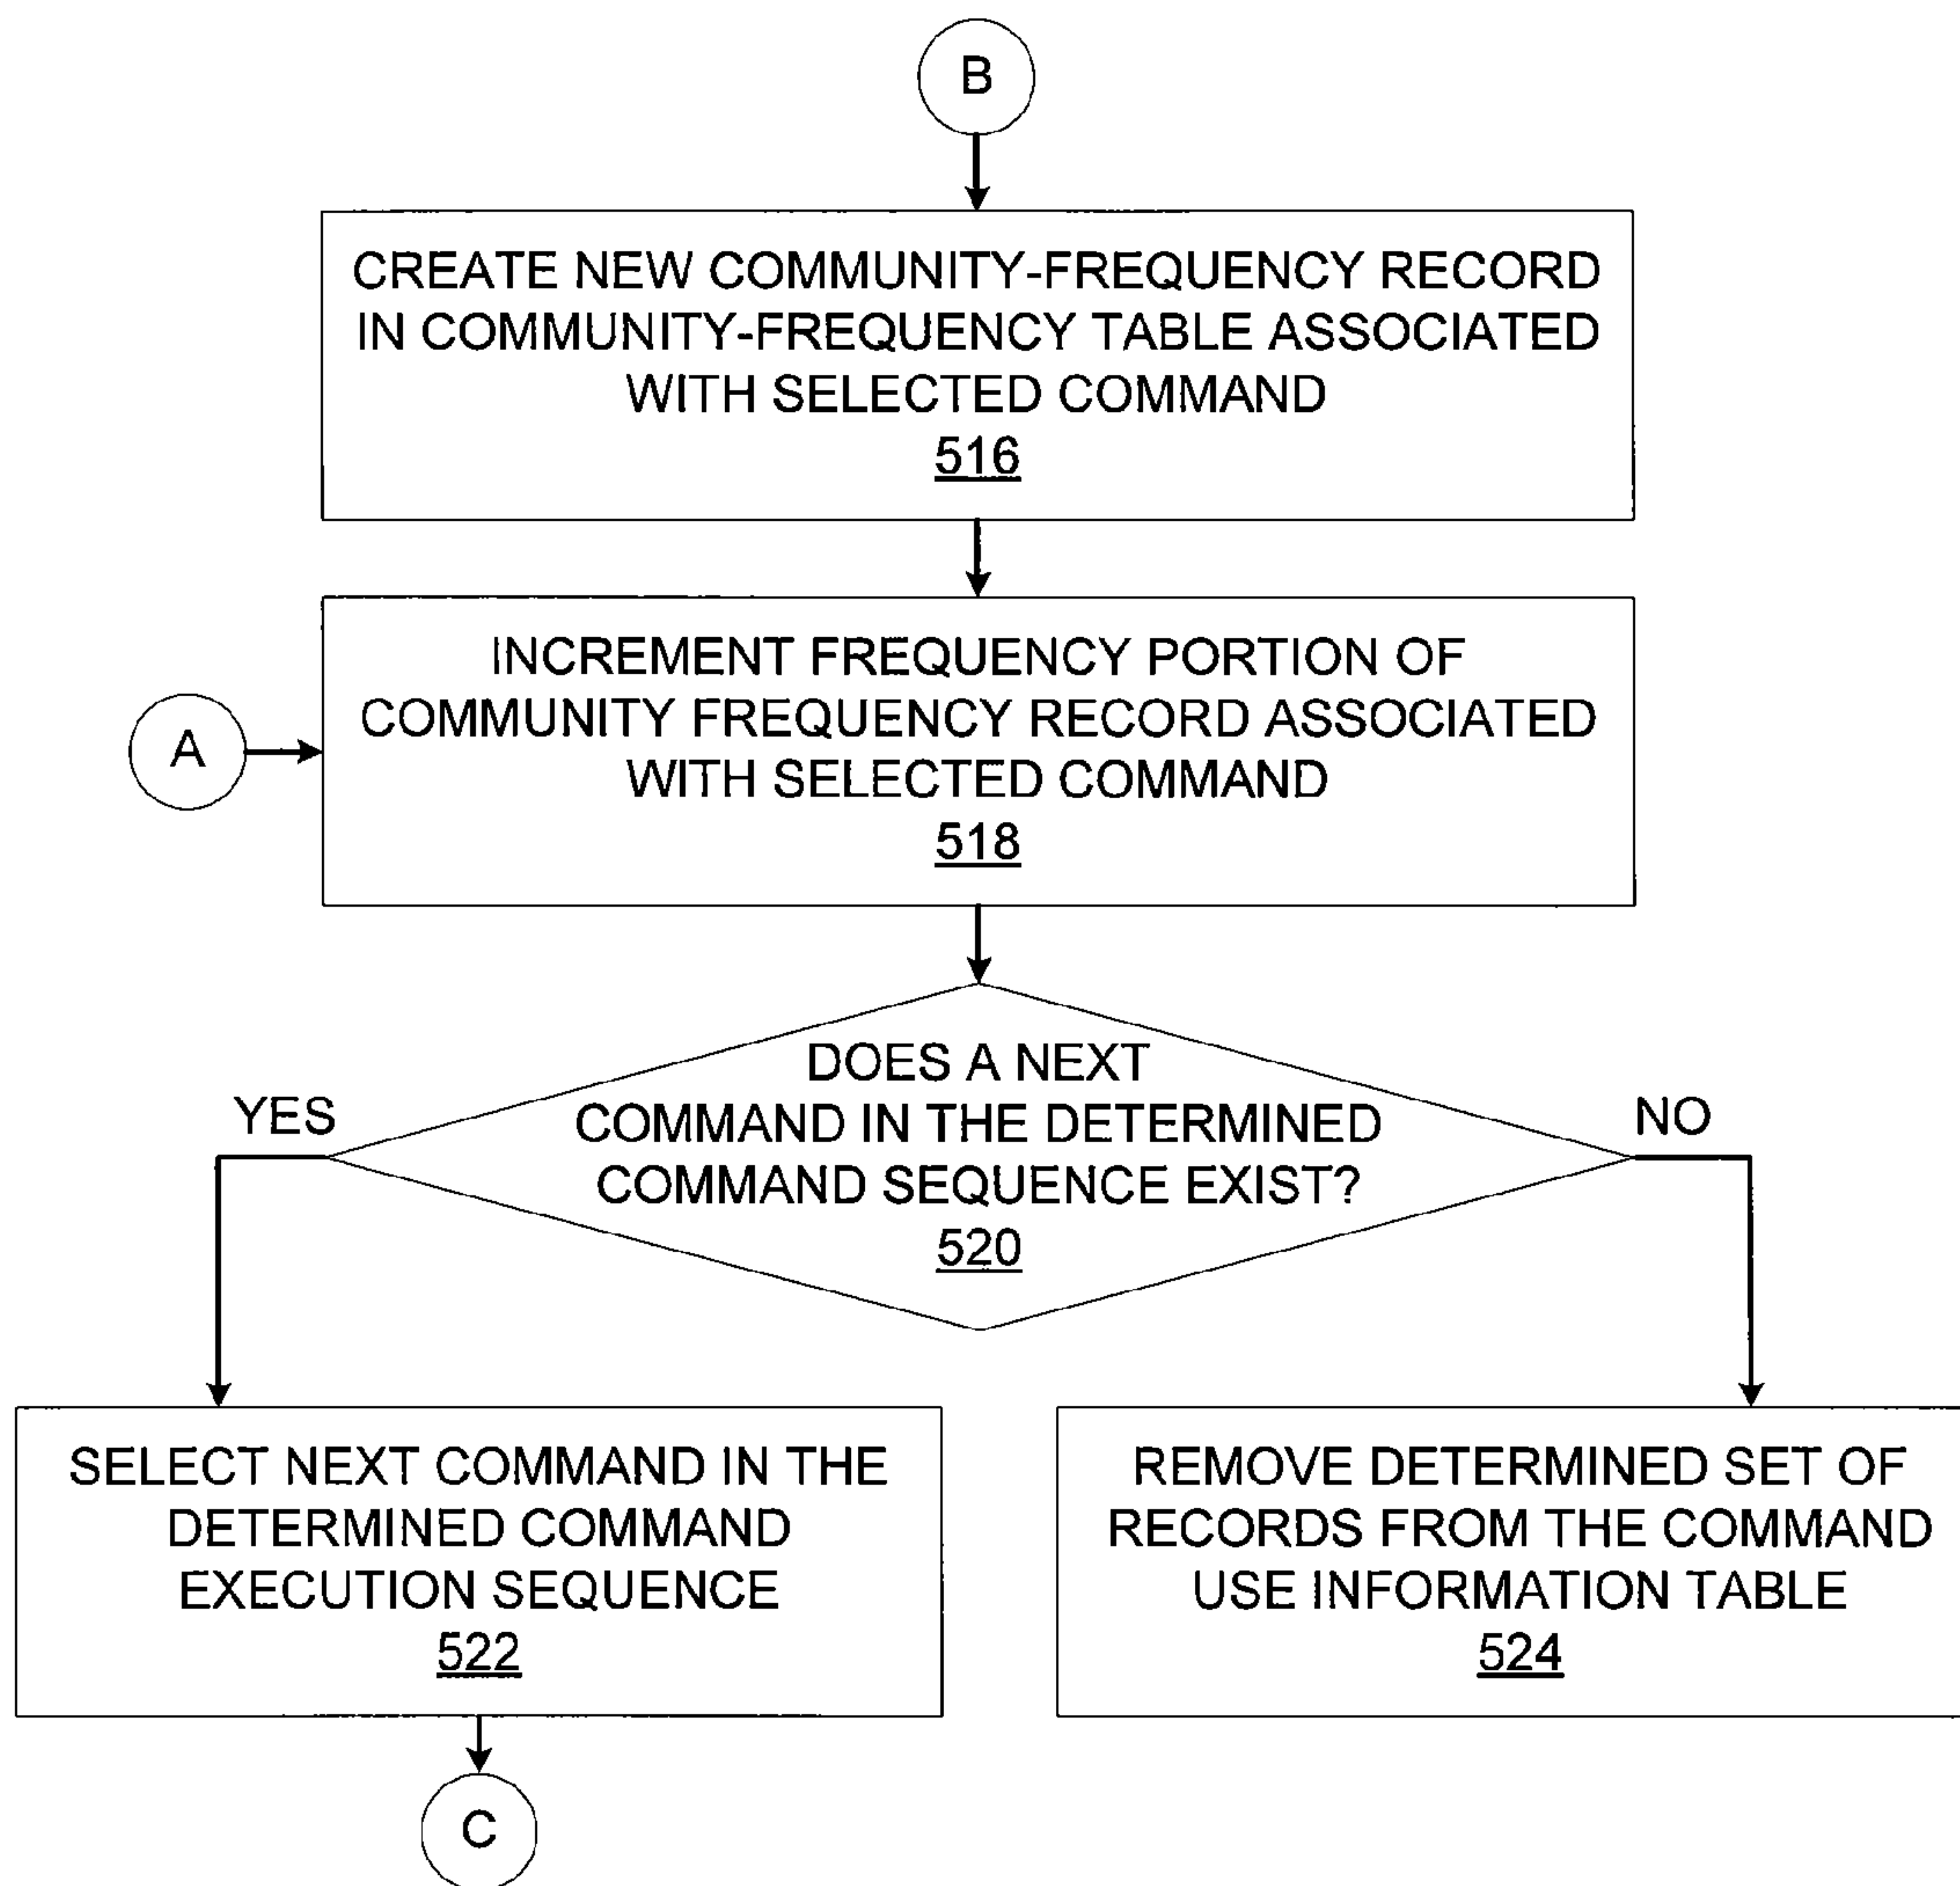 B
CREATE NEW COMMUNITY-FREQUENCY RECORD
IN COMMUNITY-FREQUENCY TABLE ASSOCIATED
WITH SELECTED COMMAND
516
INCREMENT FREQUENCY PORTION OF
COMMUNITY FREQUENCY RECORD ASSOCIATED
WITH SELECTED COMMAND
518
A
DOES A NEXT
COMMAND IN THE DETERMINED
COMMAND SEQUENCE EXIST?
520
YES
NO
SELECT NEXT COMMAND IN THE
DETERMINED COMMAND
EXECUTION SEQUENCE
522
REMOVE DETERMINED SET OF
RECORDS FROM THE COMMAND
USE INFORMATION TABLE
524
C